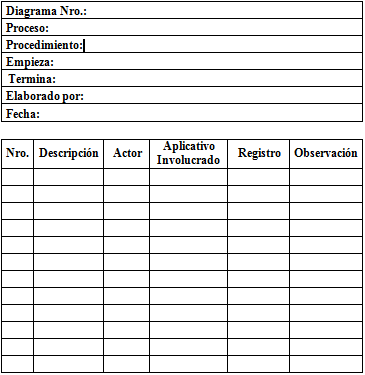 Diagrama Nro.:
Proceso:
Procedimiento:
Empieza:
Termina:
Elaborado por:
Fecha:
Nro. Descripción Actor Aplicativo Involucrado Registro Observación